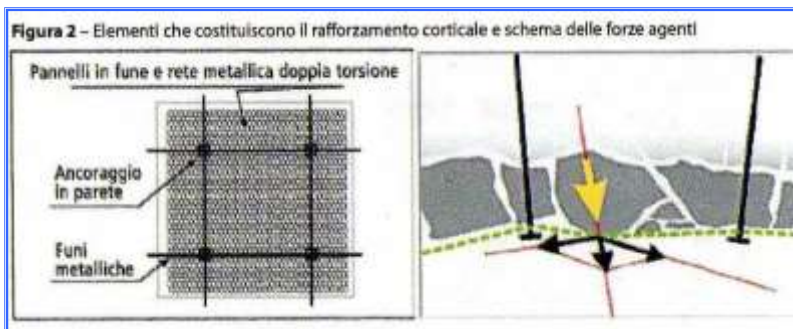 Figura 2 – Elementi che costituiscono il rafforzamento corticale e schema delle forze agenti
Pannelli in fune e rete metallica doppia torsione
Ancoraggio
in parete
Funi
metalliche